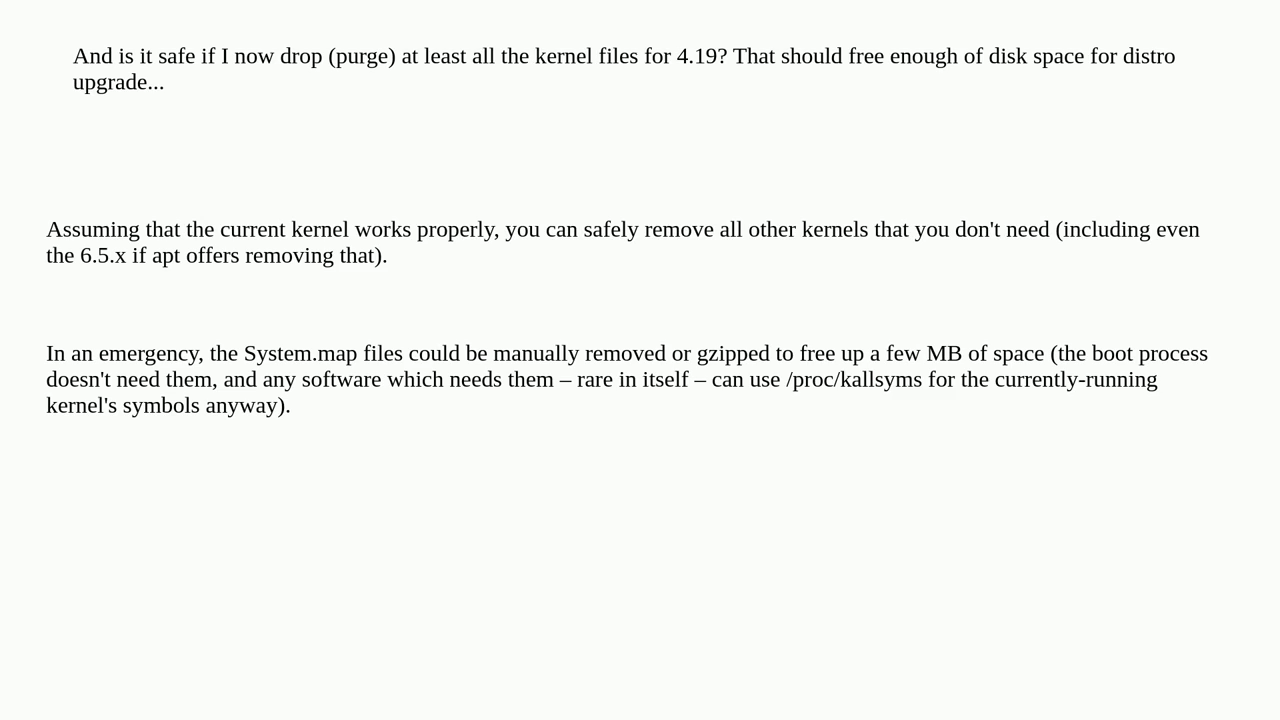 And is it safe if I now drop (purge) at least all the kernel files for 4.19? That should free enough of disk space for distro
upgrade...
Assuming that the current kernel works properly, you can safely remove all other kernels that you don't need (including even
the 6.5.x if apt offers removing that).
In an emergency, the System.map files could be manually removed or gzipped to free up a few MB of space (the boot process
doesn't need them, and any software which needs them – rare in itself – can use /proc/kallsyms for the currently-running
kernel's symbols anyway).